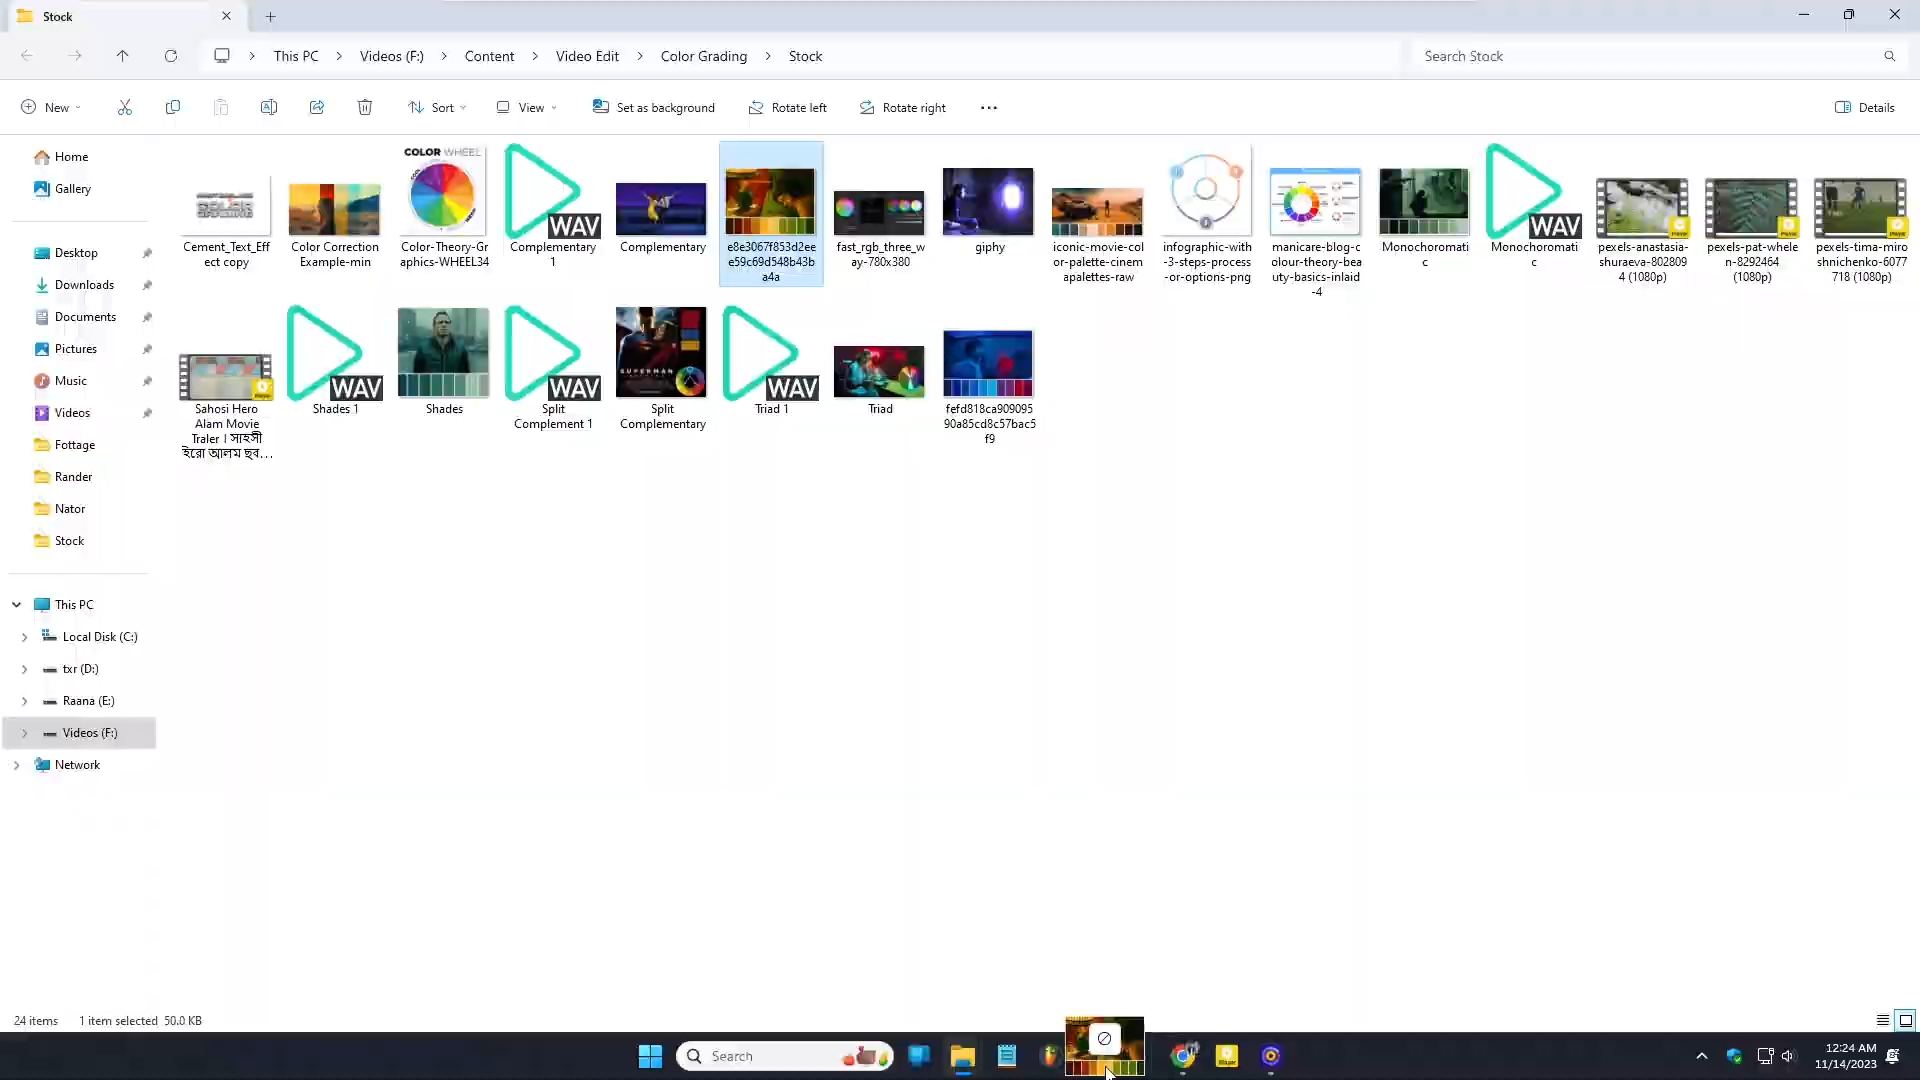 Stock
This PC
Videos (F:)
Content
Video Edit
Color Grading
Stock
Search Stock
New
Sort
View
Set as background
Rotate left
Rotate right
Details
Home
Gallery
Desktop
Downloads
Documents
Pictures
Music
Videos
Fottage
Rander
Nator
Stock
This PC
Local Disk (C:)
txr (D:)
Raana (E:)
Videos (F:)
Network
Cement_Text_Eff
ect copy
Color Correction
Example-min
COLOR WHEEL
Color-Theory-Gr
aphics-WHEEL34
WAV
Complementary
1
Complementary
e8e3067f853d2ee
e59c69d548b43b
a4a
fast_rgb_three_w
ay-780x380
giphy
iconic-movie-col
or-palette-cinem
apalettes-raw
infographic-with
-3-steps-process
-or-options-png
manicare-blog-c
olour-theory-bea
uty-basics-inlaid
-4
Monochoromati
c
WAV
Monochoromati
c
pexels-anastasia-
shuraeva-802809
4 (1080p)
pexels-pat-whele
n-8292464
(1080p)
pexels-tima-miro
shnichenko-6077
718 (1080p)
Sahosi Hero
Alam Movie
Traler । সাহসী
হিরো আলম ছব...
WAV
Shades 1
Shades
WAV
Split
Complement 1
SUPERMAN
Split
Complementary
WAV
Triad 1
Triad
fefd818ca909095
90a85cd8c57bac5
f9
24 items
1 item selected 50.0 KB
Search
12:24 AM
11/14/2023